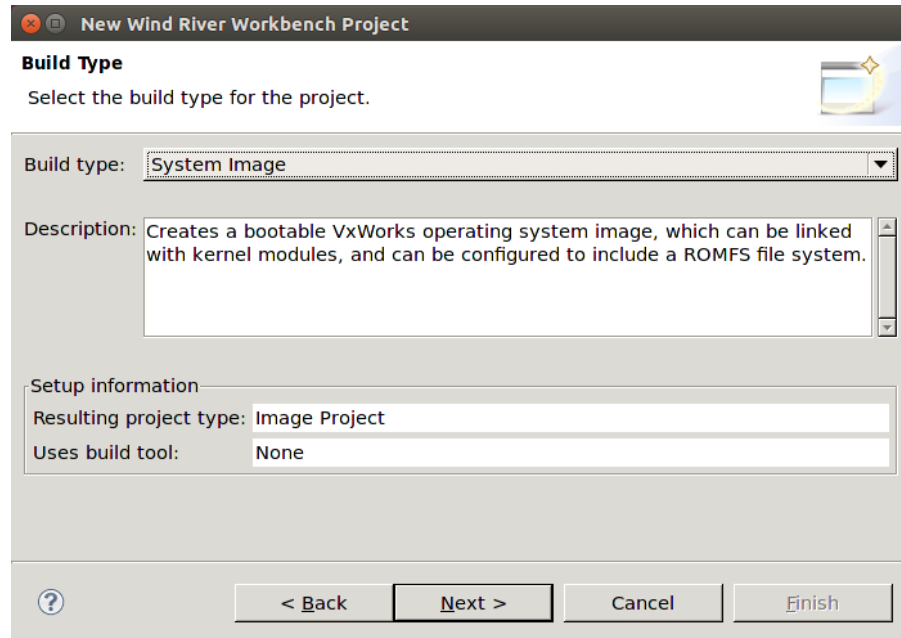 New Wind River Workbench Project
Build Type
Select the build type for the project.
Build type: System Image
Description: Creates a bootable VxWorks operating system image, which can be linked
with kernel modules, and can be configured to include a ROMFS file system.
Setup information
Resulting project type: Image Project
Uses build tool: None
? < Back Next > Cancel Finish